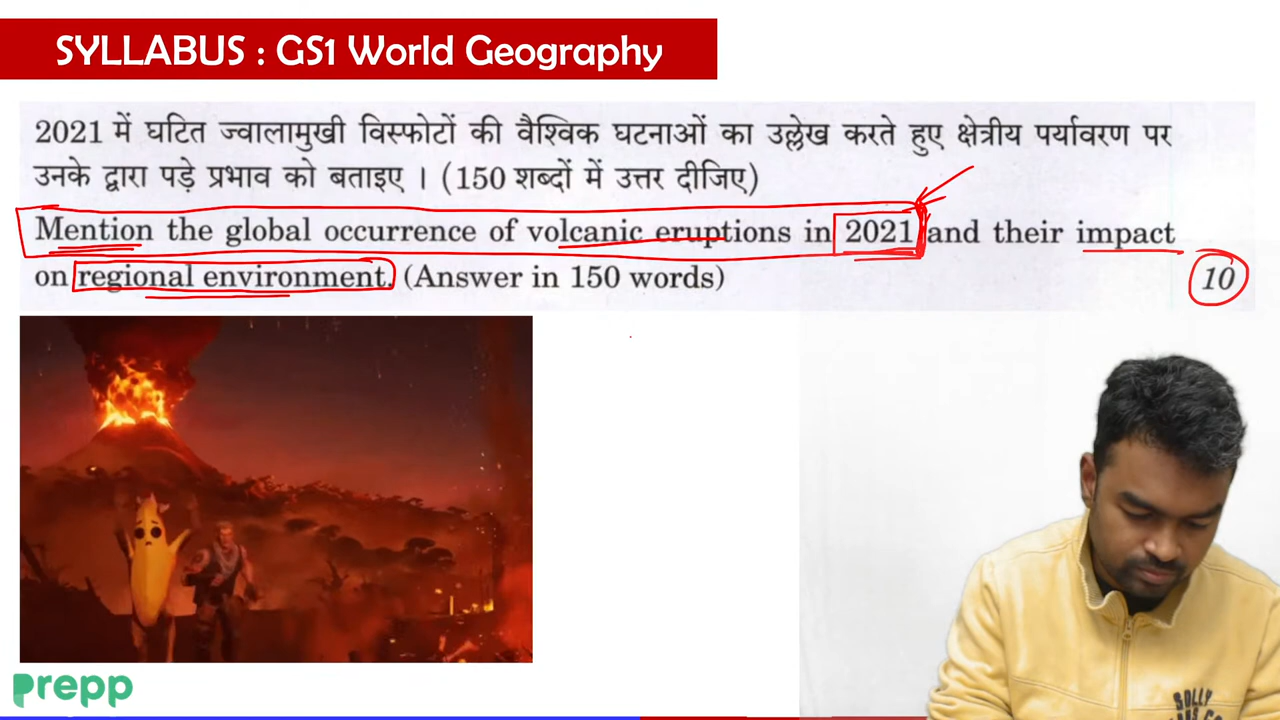 SYLLABUS : GS1 World Geography
2021 में घटित ज्वालामुखी विस्फोटों की वैश्विक घटनाओं का उल्लेख करते हुए क्षेत्रीय पर्यावरण पर
उनके द्वारा पड़े प्रभाव को बताइए । (150 शब्दों में उत्तर दीजिए)
Mention the global occurrence of volcanic eruptions in 2021 and their impact
on regional environment. (Answer in 150 words)
10
prepp